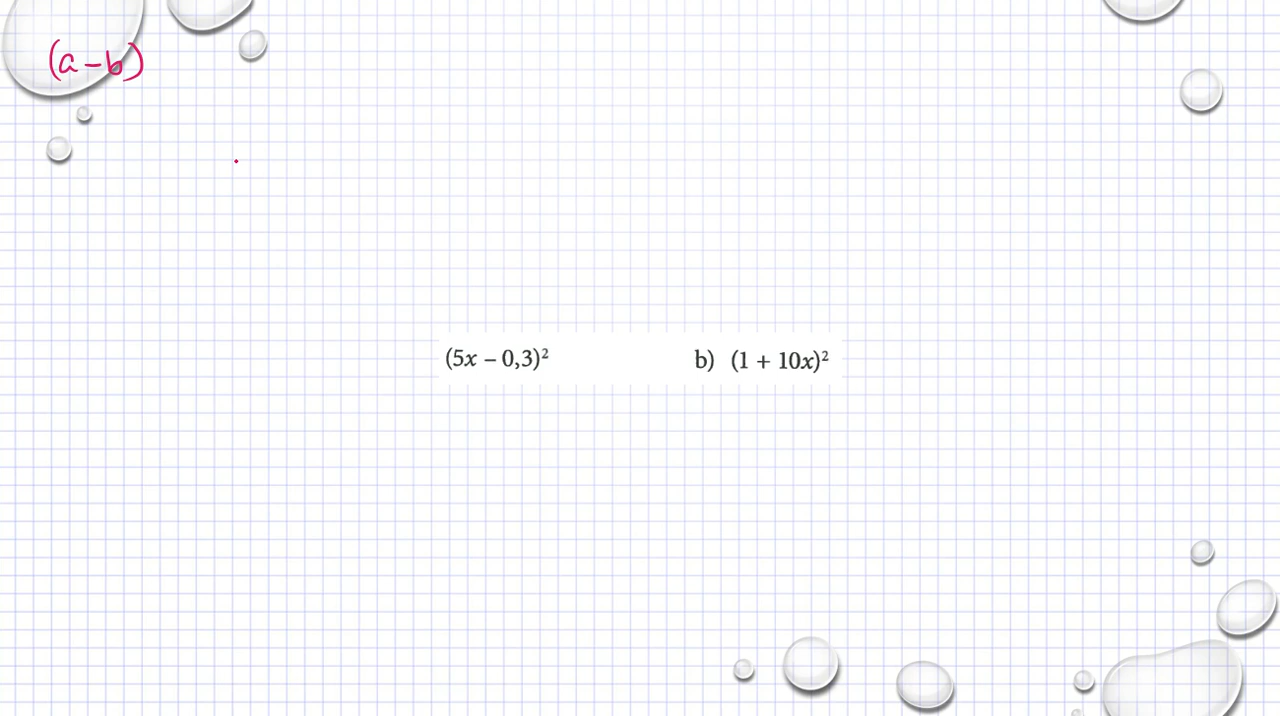 (a-b)
(5x – 0,3)² b) (1 + 10x)²